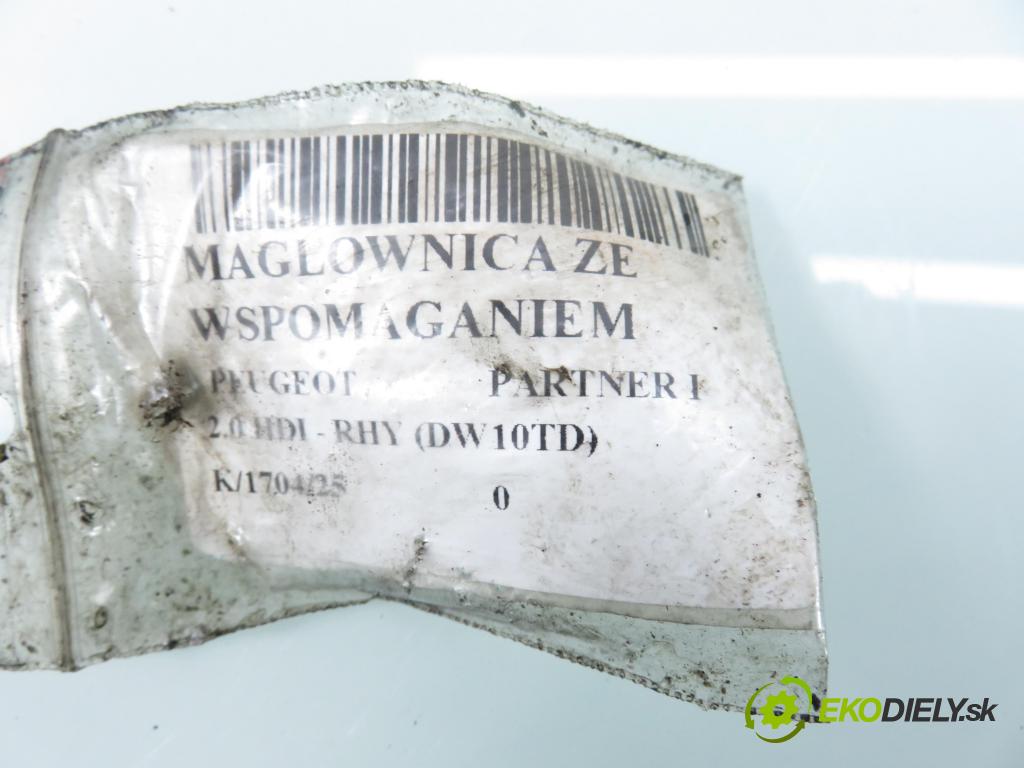 MAGLOWNICA ZE
WSPOMAGANIEM
PEUGEOT PARTNER I
2.0 HDI - RHY (DW10TD)
K/1704/25 0
EKODIELY.sk